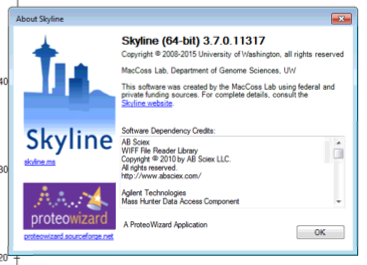 About Skyline
Skyline (64-bit) 3.7.0.11317
Copyright © 2008-2015 University of Washington, all rights reserved
MacCoss Lab, Department of Genome Sciences, UW
This software was created by the MacCoss Lab using federal and
private funding sources. For complete details, consult the
Skyline website.
Software Dependency Credits:
AB Sciex
WIFF File Reader Library
Copyright © 2010 by AB Sciex LLC.
All rights reserved.
http://www.absciex.com/
Agilent Technologies
Mass Hunter Data Access Component
A ProteoWizard Application
OK
Skyline
skyline.ms
proteowizard
proteowizard.sourceforge.net
40
30
20